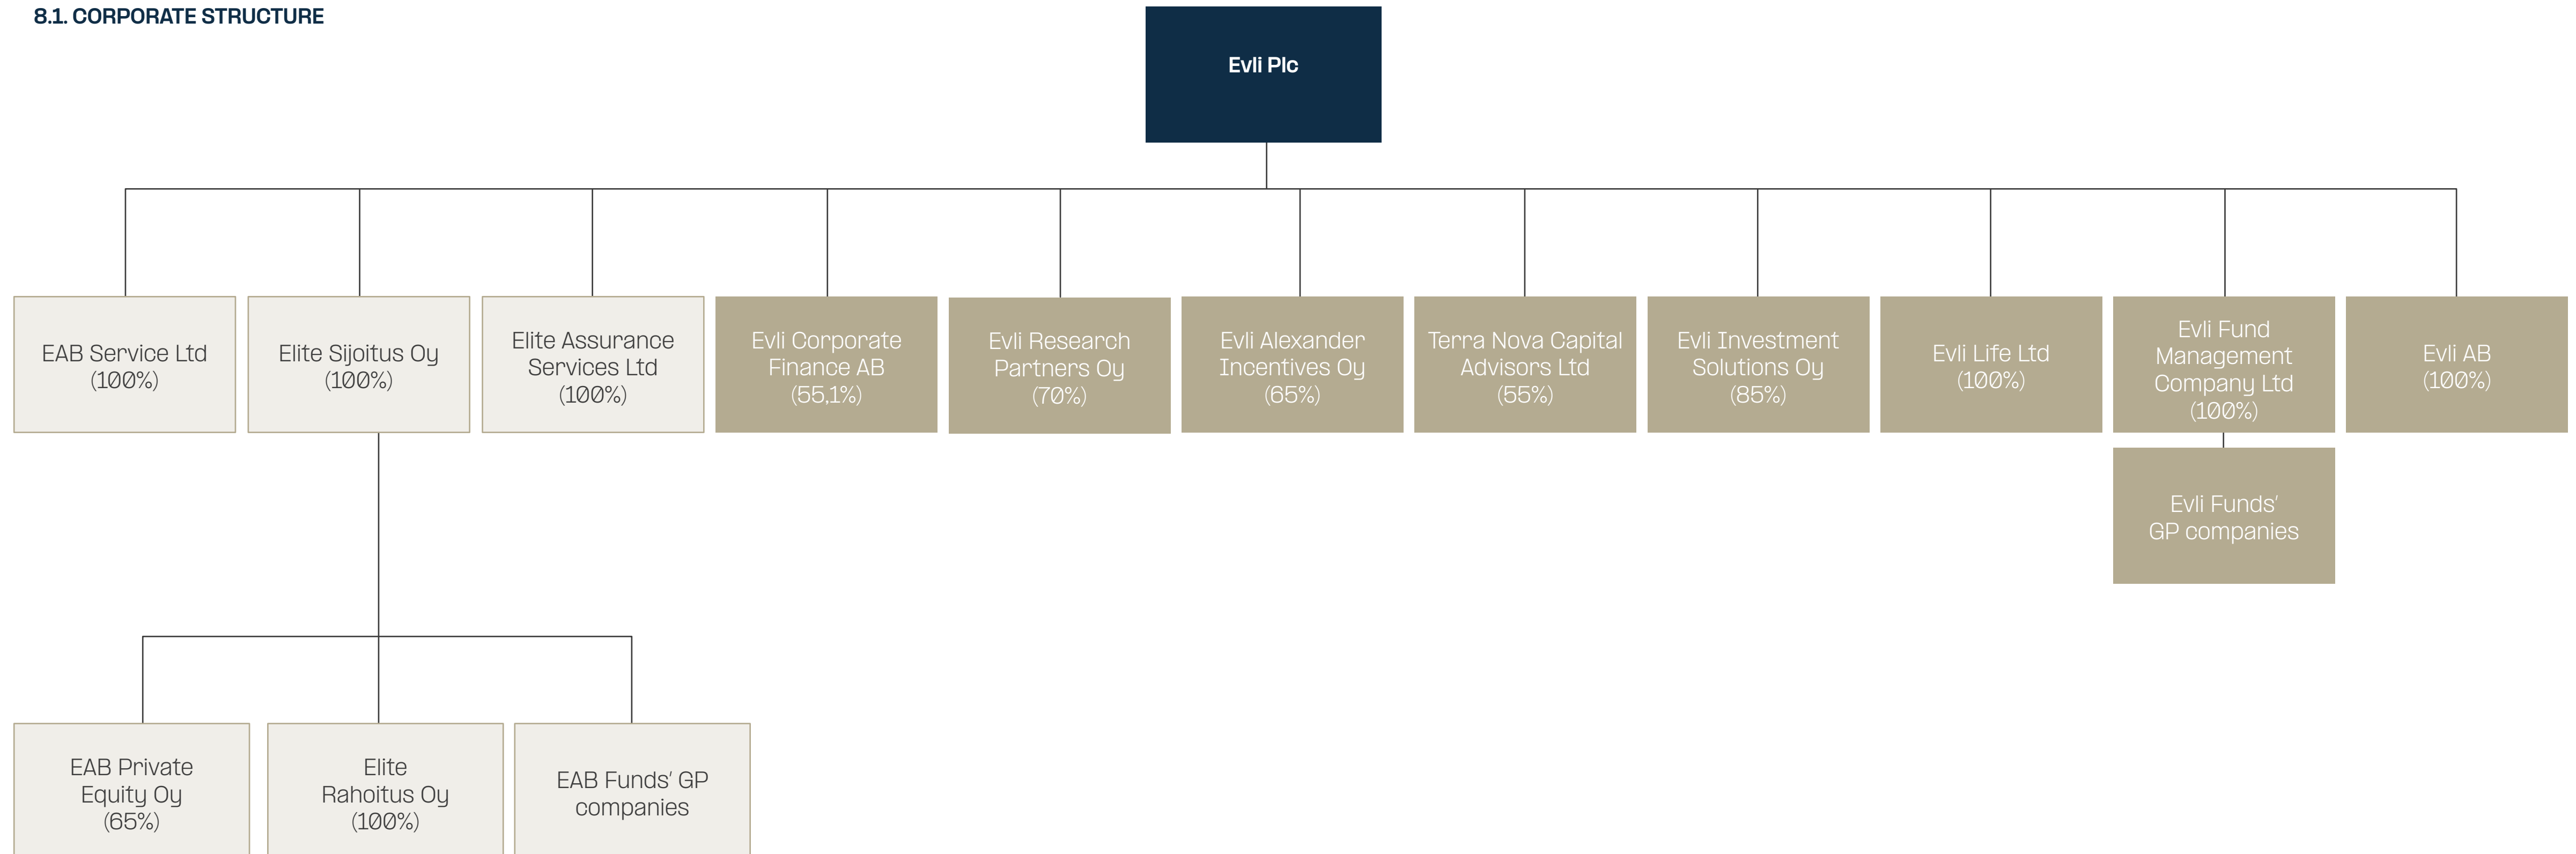 8.1. CORPORATE STRUCTURE
Evli Plc
EAB Service Ltd
(100%)
Elite Sijoitus Oy
(100%)
Elite Assurance
Services Ltd
(100%)
Evli Corporate
Finance AB
(55,1%)
Evli Research
Partners Oy
(70%)
Evli Alexander
Incentives Oy
(65%)
Terra Nova Capital
Advisors Ltd
(55%)
Evli Investment
Solutions Oy
(85%)
Evli Life Ltd
(100%)
Evli Fund
Management
Company Ltd
(100%)
Evli AB
(100%)
Evli Funds’
GP companies
EAB Private
Equity Oy
(65%)
Elite
Rahoitus Oy
(100%)
EAB Funds’ GP
companies